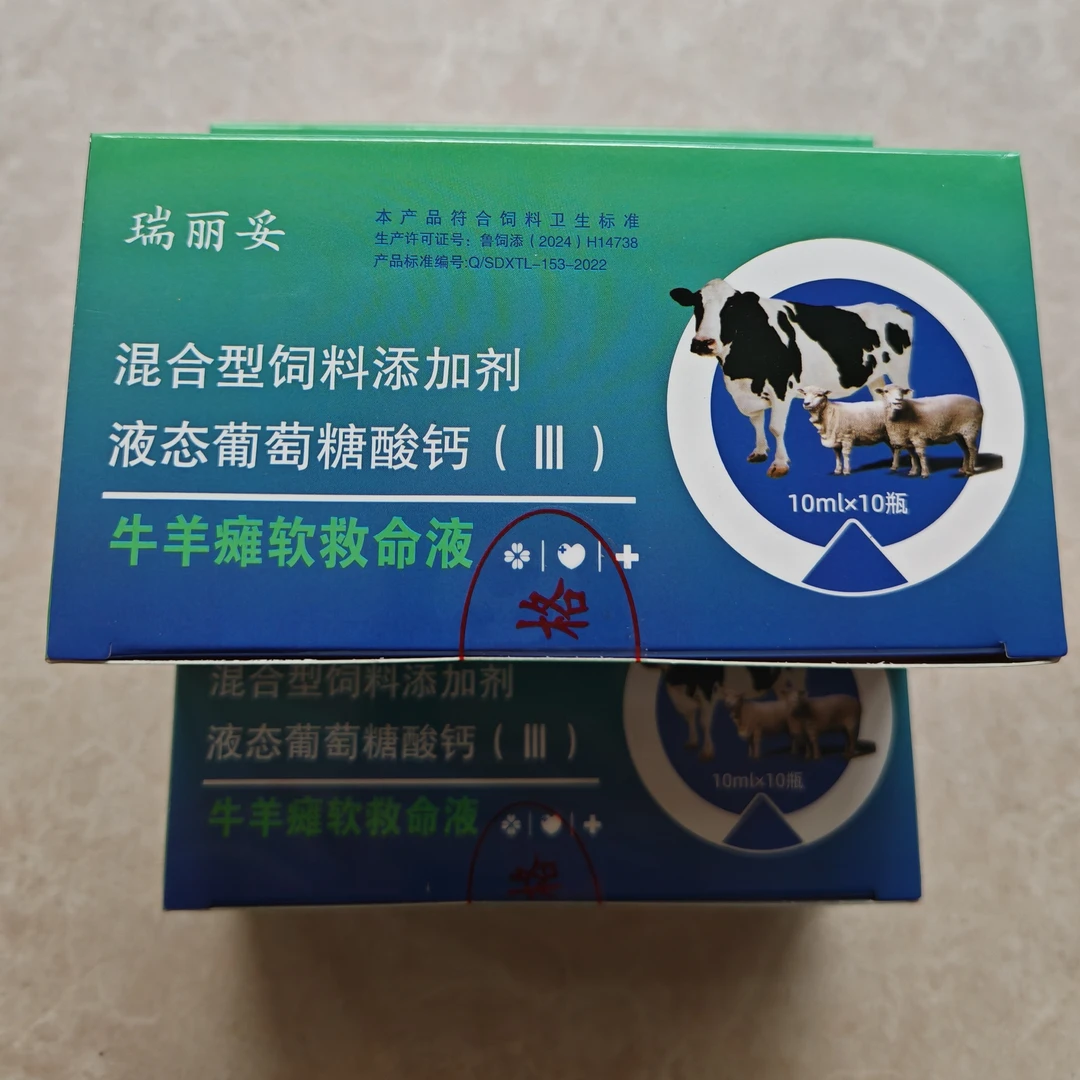 瑞丽妥
本产品符合饲料卫生标准
生产许可证号：鲁饲添（2024）H14738
产品标准编号:Q/SDXTL-153-2022
混合型饲料添加剂
液态葡萄糖酸钙（Ⅲ）
牛羊瘫软救命液
格
10ml×10瓶
混合型饲料添加剂
液态葡萄糖酸钙（Ⅲ）
牛羊瘫软救命液
格
10ml×10瓶